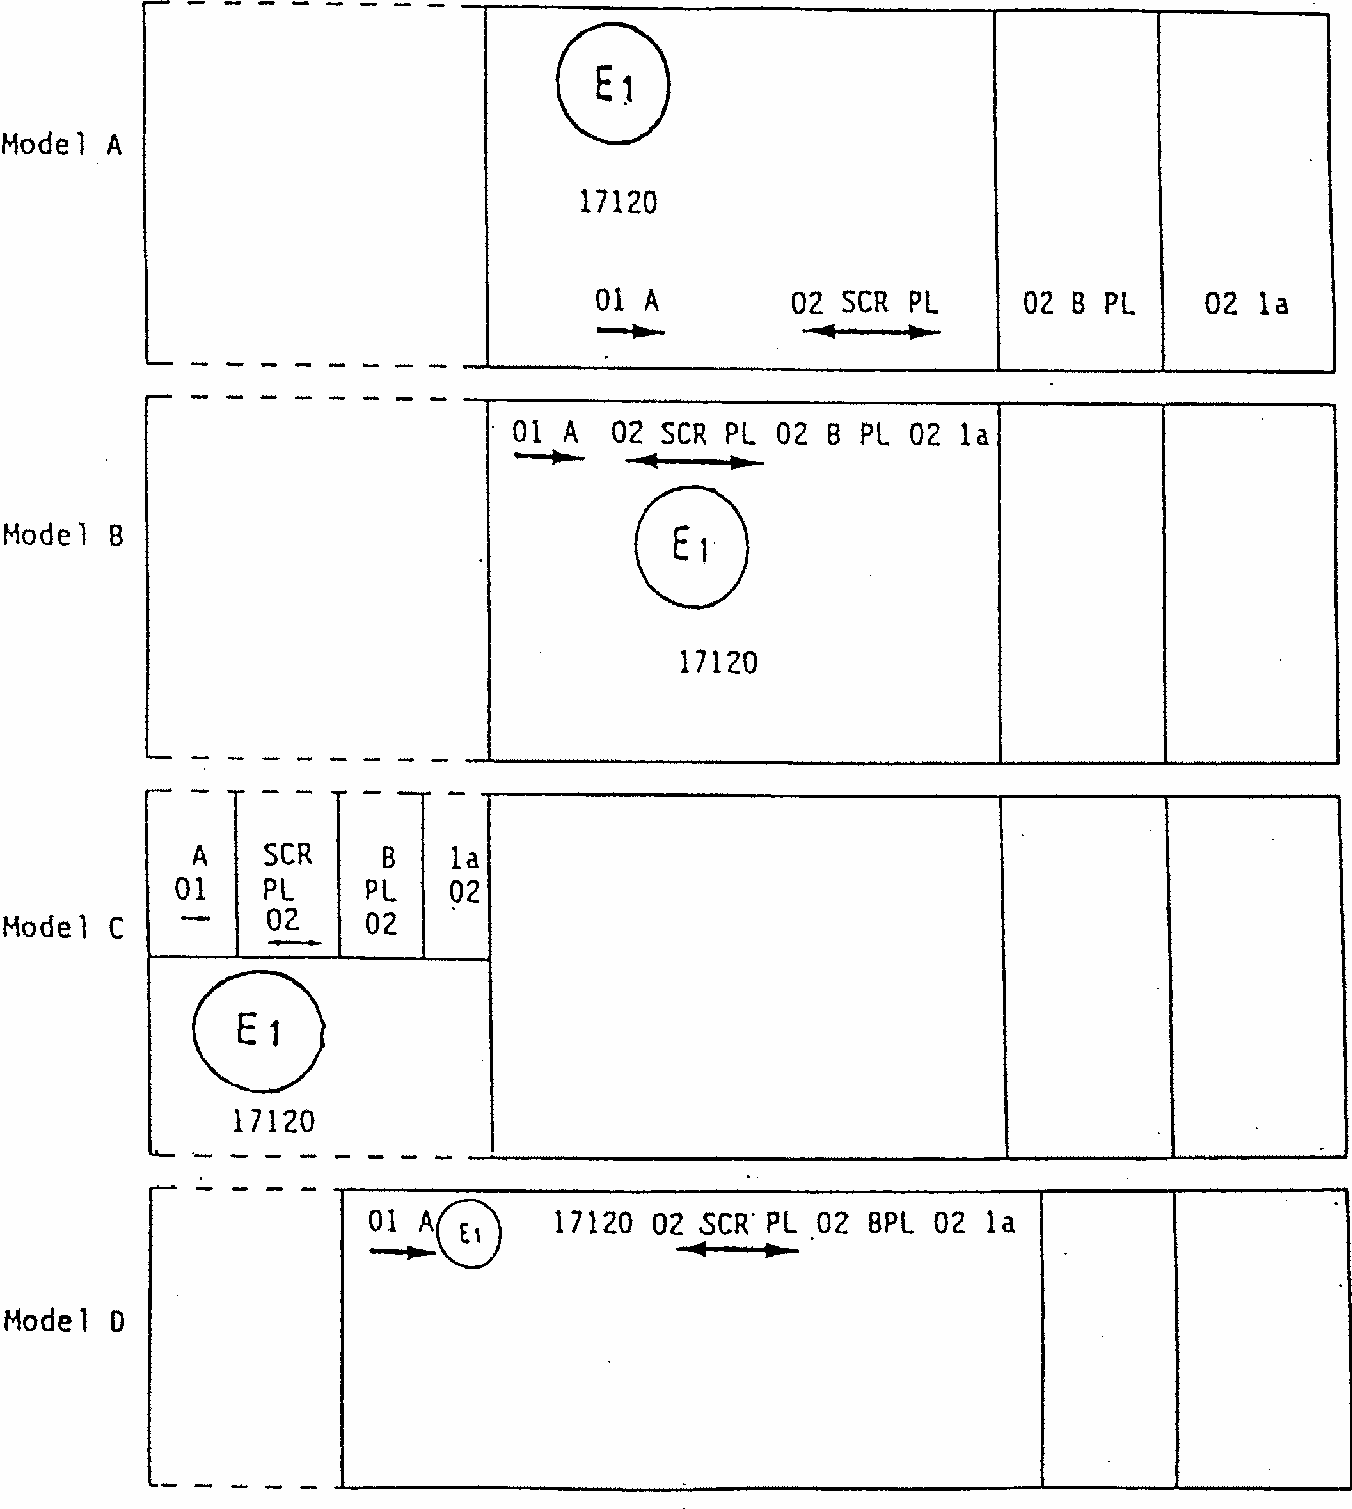 Model A
E1
17120
01 A 02 SCR PL 02 B PL 02 1a
Model B
01 A 02 SCR PL 02 B PL 02 1a
E1
17120
Model C
A SCR B 1a
01 PL PL 02
02 02
E1
17120
Model D
01 A E1 17120 02 SCR PL 02 BPL 02 1a